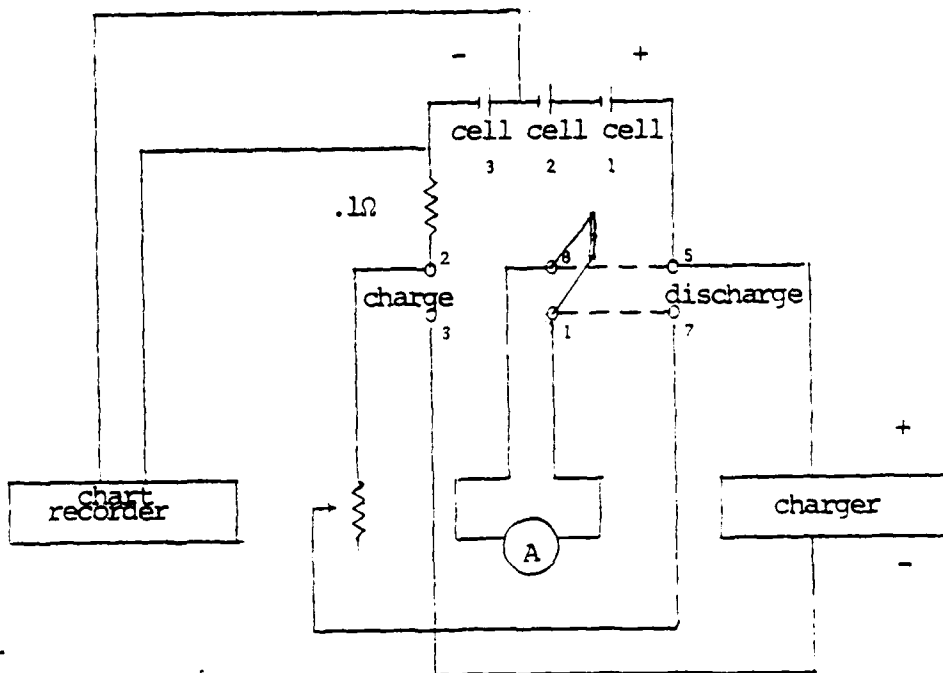 - +
cell cell cell
3 2 1
.1Ω
2 8 5
charge discharge
3 1 7
+
chart
recorder
charger
A
-